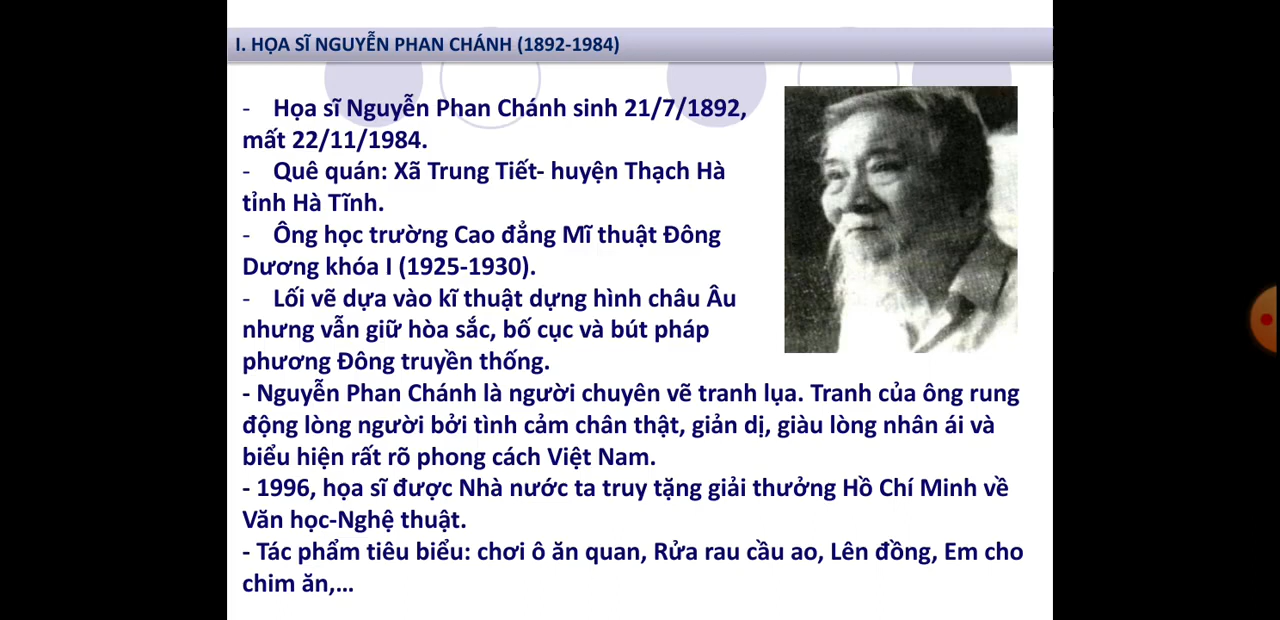 I. HỌA SĨ NGUYỄN PHAN CHÁNH (1892-1984)
- Họa sĩ Nguyễn Phan Chánh sinh 21/7/1892,
mất 22/11/1984.
- Quê quán: Xã Trung Tiết- huyện Thạch Hà
tỉnh Hà Tĩnh.
- Ông học trường Cao đẳng Mĩ thuật Đông
Dương khóa I (1925-1930).
- Lối vẽ dựa vào kĩ thuật dựng hình châu Âu
nhưng vẫn giữ hòa sắc, bố cục và bút pháp
phương Đông truyền thống.
- Nguyễn Phan Chánh là người chuyên vẽ tranh lụa. Tranh của ông rung
động lòng người bởi tình cảm chân thật, giản dị, giàu lòng nhân ái và
biểu hiện rất rõ phong cách Việt Nam.
- 1996, họa sĩ được Nhà nước ta truy tặng giải thưởng Hồ Chí Minh về
Văn học-Nghệ thuật.
- Tác phẩm tiêu biểu: chơi ô ăn quan, Rửa rau cầu ao, Lên đồng, Em cho
chim ăn,...